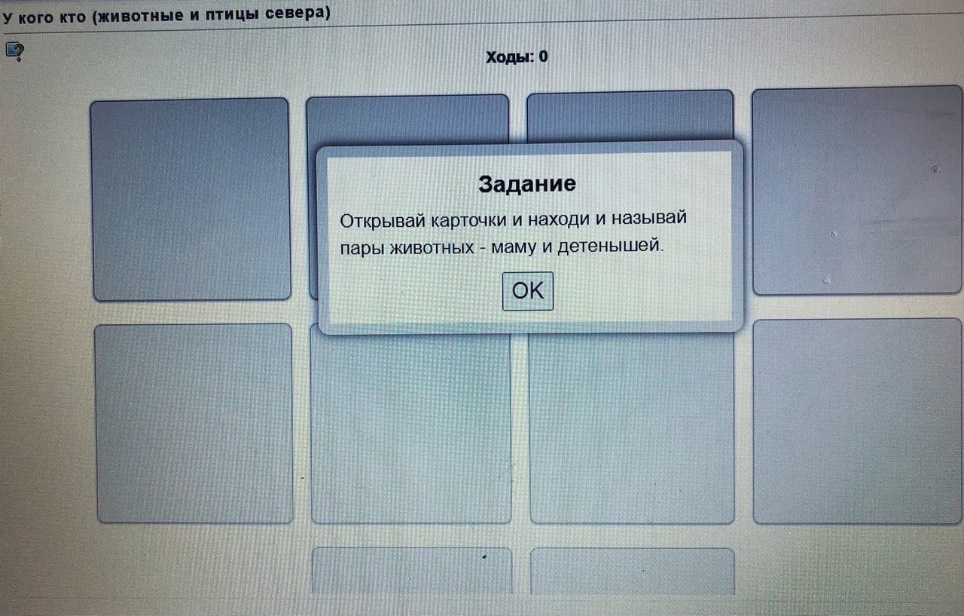 У кого кто (животные и птицы севера)
Ходы: 0
Задание
Открывай карточки и находи и называй
пары животных - маму и детенышей.
OK